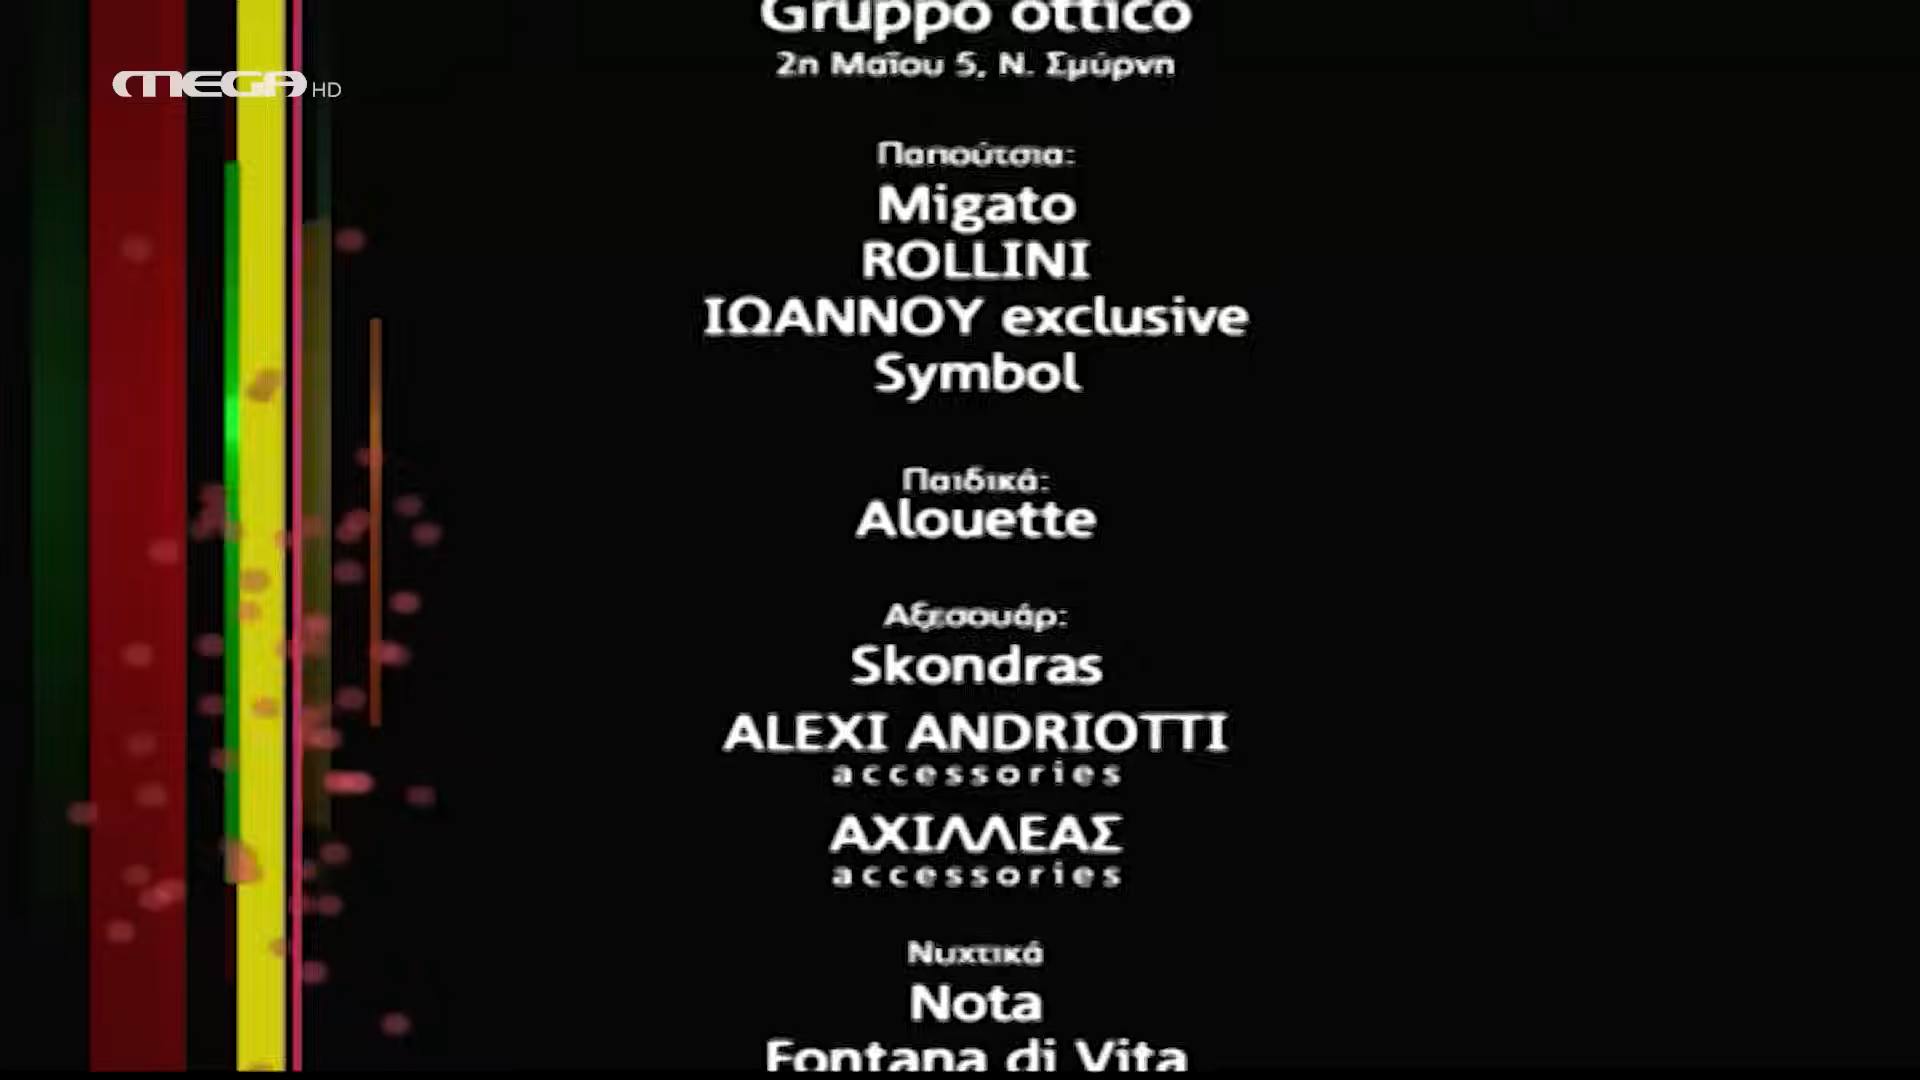 Gruppo ottico
2η Μαΐου 5, Ν. Σμύρνη
MEGA HD
Παπούτσια:
Migato
ROLLINI
ΙΩΑΝΝΟΥ exclusive
Symbol
Παιδικά:
Alouette
Αξεσουάρ:
Skondras
ALEXI ANDRIOTTI
accessories
ΑΧΙΛΛΕΑΣ
accessories
Νυχτικά
Nota
Fontana di Vita